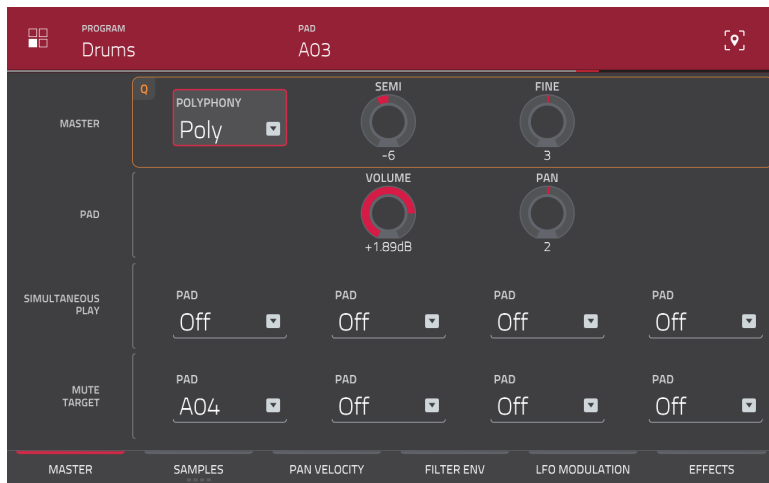 PROGRAM
Drums
PAD
A03
Q
MASTER
POLYPHONY
Poly
SEMI
-6
FINE
3
PAD
VOLUME
+1.89dB
PAN
2
SIMULTANEOUS
PLAY
PAD
Off
PAD
Off
PAD
Off
PAD
Off
MUTE
TARGET
PAD
A04
PAD
Off
PAD
Off
PAD
Off
MASTER
SAMPLES
PAN VELOCITY
FILTER ENV
LFO MODULATION
EFFECTS